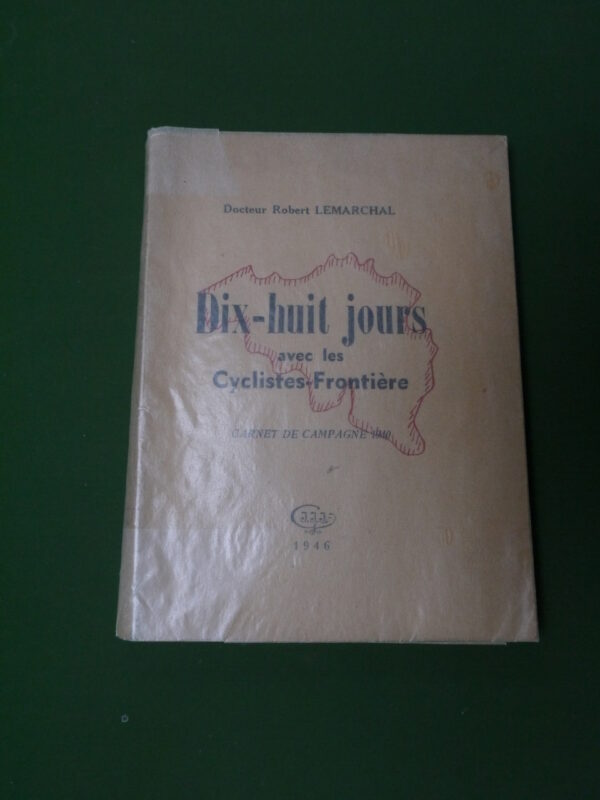 Docteur Robert LEMARCHAL
Dix-huit jours
avec les
Cyclistes-Frontière
CARNET DE CAMPAGNE 1940
1946